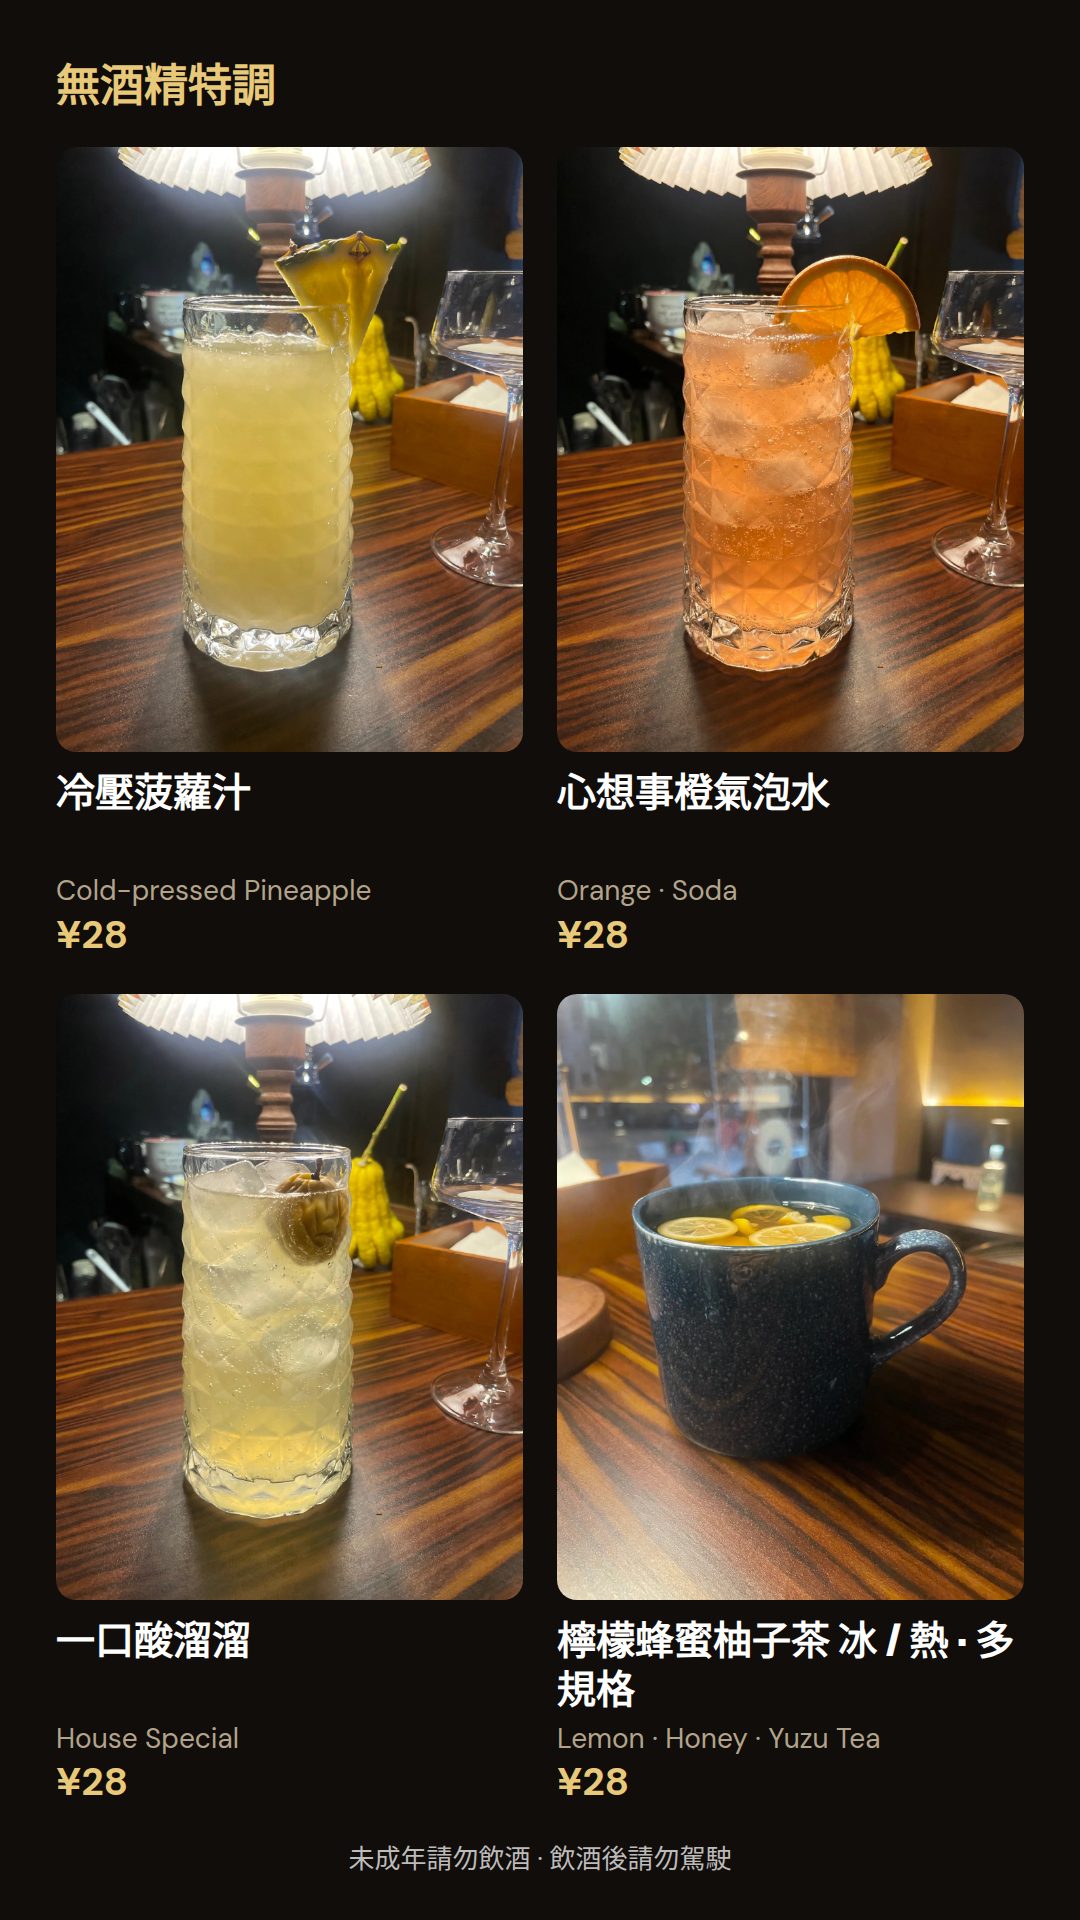 無酒精特調
冷壓菠蘿汁
Cold-pressed Pineapple
¥28
心想事橙氣泡水
Orange · Soda
¥28
一口酸溜溜
House Special
¥28
檸檬蜂蜜柚子茶 冰 / 熱 · 多
規格
Lemon · Honey · Yuzu Tea
¥28
未成年請勿飲酒 · 飲酒後請勿駕駛